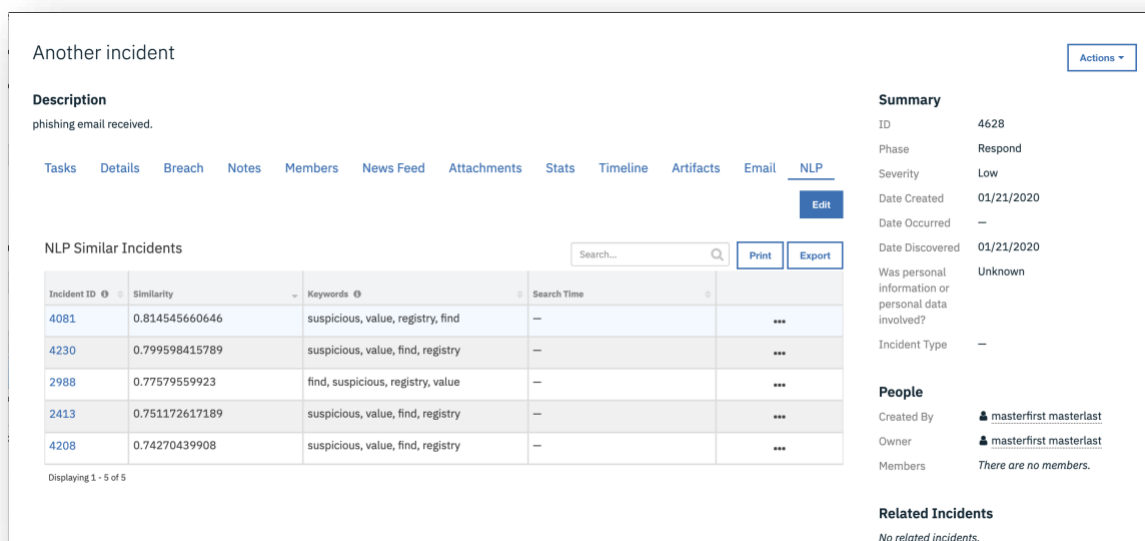 Another incident
Actions
Description
phishing email received.
Tasks Details Breach Notes Members News Feed Attachments Stats Timeline Artifacts Email NLP
Edit
NLP Similar Incidents
Search...
Print Export
Incident ID Similarity Keywords Search Time
4081 0.814545660646 suspicious, value, registry, find — •••
4230 0.799598415789 suspicious, value, find, registry — •••
2988 0.77579559923 find, suspicious, registry, value — •••
2413 0.751172617189 suspicious, value, find, registry — •••
4208 0.74270439908 suspicious, value, find, registry — •••
Displaying 1 - 5 of 5
Summary
ID 4628
Phase Respond
Severity Low
Date Created 01/21/2020
Date Occurred —
Date Discovered 01/21/2020
Was personal Unknown
information or
personal data
involved?
Incident Type —
People
Created By masterfirst masterlast
Owner masterfirst masterlast
Members There are no members.
Related Incidents
No related incidents.